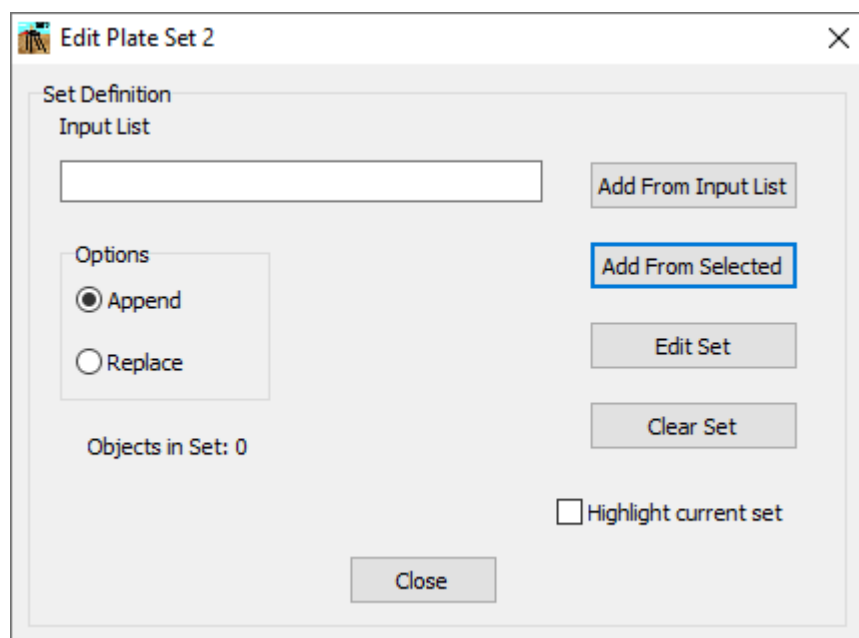 Edit Plate Set 2
Set Definition
Input List
Add From Input List
Options
Add From Selected
Append
Edit Set
Replace
Clear Set
Objects in Set: 0
Highlight current set
Close